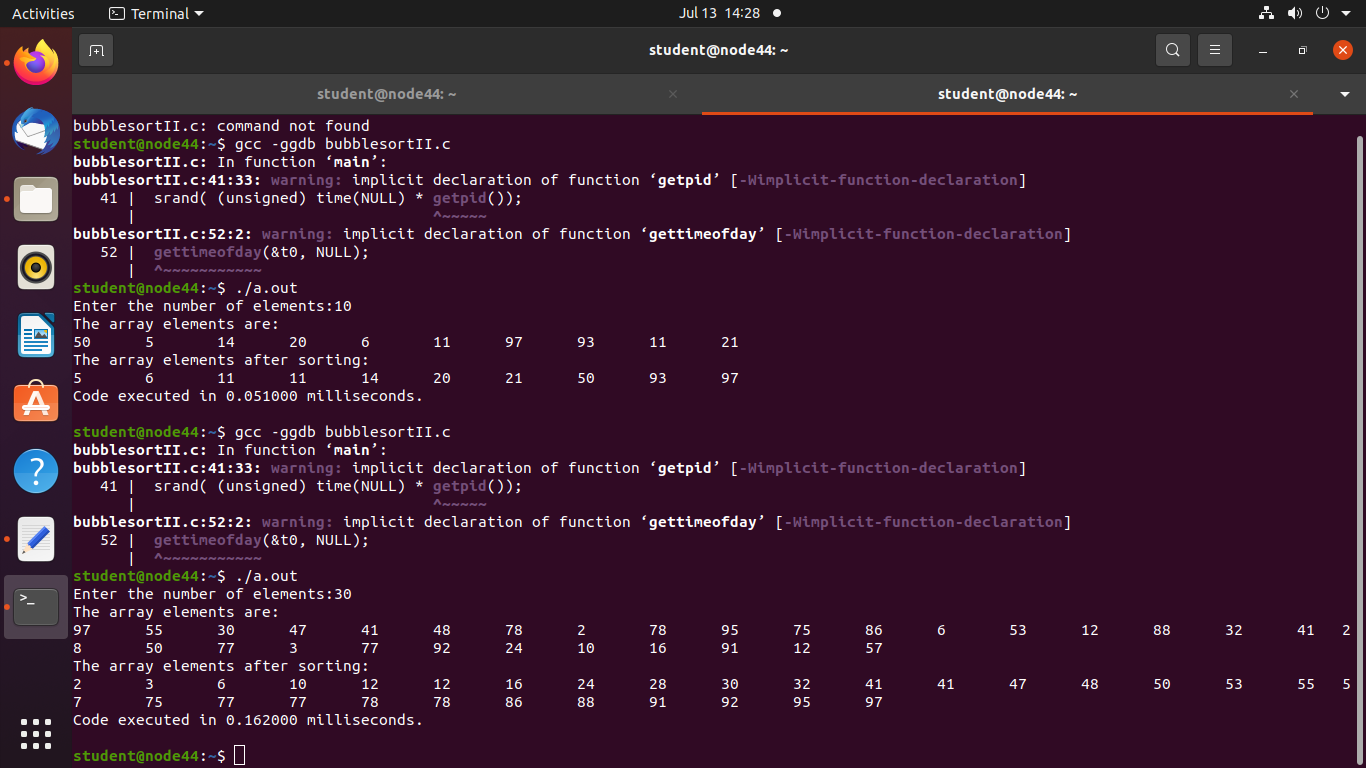 Activities Terminal Jul 13 14:28
student@node44: ~
student@node44: ~ student@node44: ~
bubblesortII.c: command not found
student@node44:~$ gcc -ggdb bubblesortII.c
bubblesortII.c: In function ‘main’:
bubblesortII.c:41:33: warning: implicit declaration of function ‘getpid’ [-Wimplicit-function-declaration]
   41 |  srand( (unsigned) time(NULL) * getpid());
      |                                 ^~~~~~
bubblesortII.c:52:2: warning: implicit declaration of function ‘gettimeofday’ [-Wimplicit-function-declaration]
   52 |  gettimeofday(&t0, NULL);
      |  ^~~~~~~~~~~~
student@node44:~$ ./a.out
Enter the number of elements:10
The array elements are:
50 5 14 20 6 11 97 93 11 21
The array elements after sorting:
5 6 11 11 14 20 21 50 93 97
Code executed in 0.051000 milliseconds.
student@node44:~$ gcc -ggdb bubblesortII.c
bubblesortII.c: In function ‘main’:
bubblesortII.c:41:33: warning: implicit declaration of function ‘getpid’ [-Wimplicit-function-declaration]
   41 |  srand( (unsigned) time(NULL) * getpid());
      |                                 ^~~~~~
bubblesortII.c:52:2: warning: implicit declaration of function ‘gettimeofday’ [-Wimplicit-function-declaration]
   52 |  gettimeofday(&t0, NULL);
      |  ^~~~~~~~~~~~
student@node44:~$ ./a.out
Enter the number of elements:30
The array elements are:
97 55 30 47 41 48 78 2 78 95 75 86 6 53 12 88 32 41 2
8 50 77 3 77 92 24 10 16 91 12 57
The array elements after sorting:
2 3 6 10 12 12 16 24 28 30 32 41 41 47 48 50 53 55 5
7 75 77 77 78 78 86 88 91 92 95 97
Code executed in 0.162000 milliseconds.
student@node44:~$